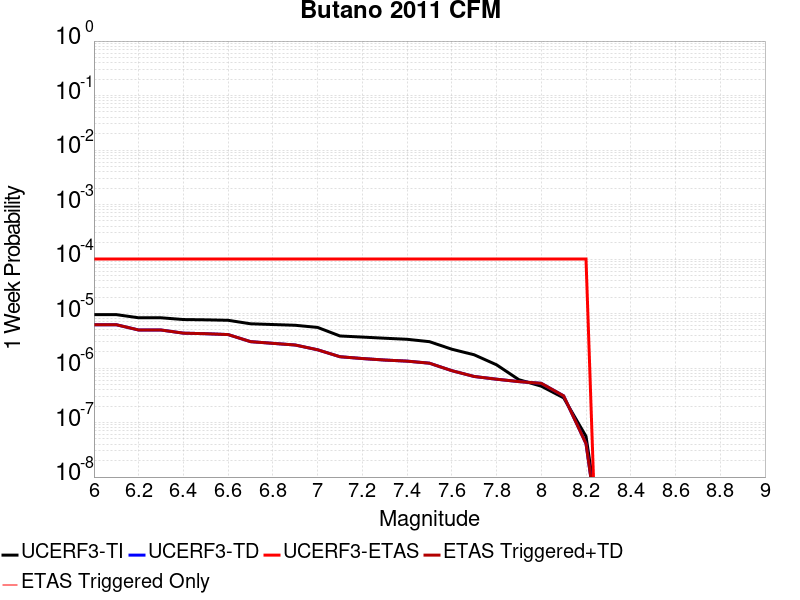 Butano 2011 CFM
10^0
10^-1
10^-2
10^-3
10^-4
10^-5
10^-6
10^-7
10^-8
1 Week Probability
6 6.2 6.4 6.6 6.8 7 7.2 7.4 7.6 7.8 8 8.2 8.4 8.6 8.8 9
Magnitude
UCERF3-TI UCERF3-TD UCERF3-ETAS ETAS Triggered+TD
ETAS Triggered Only